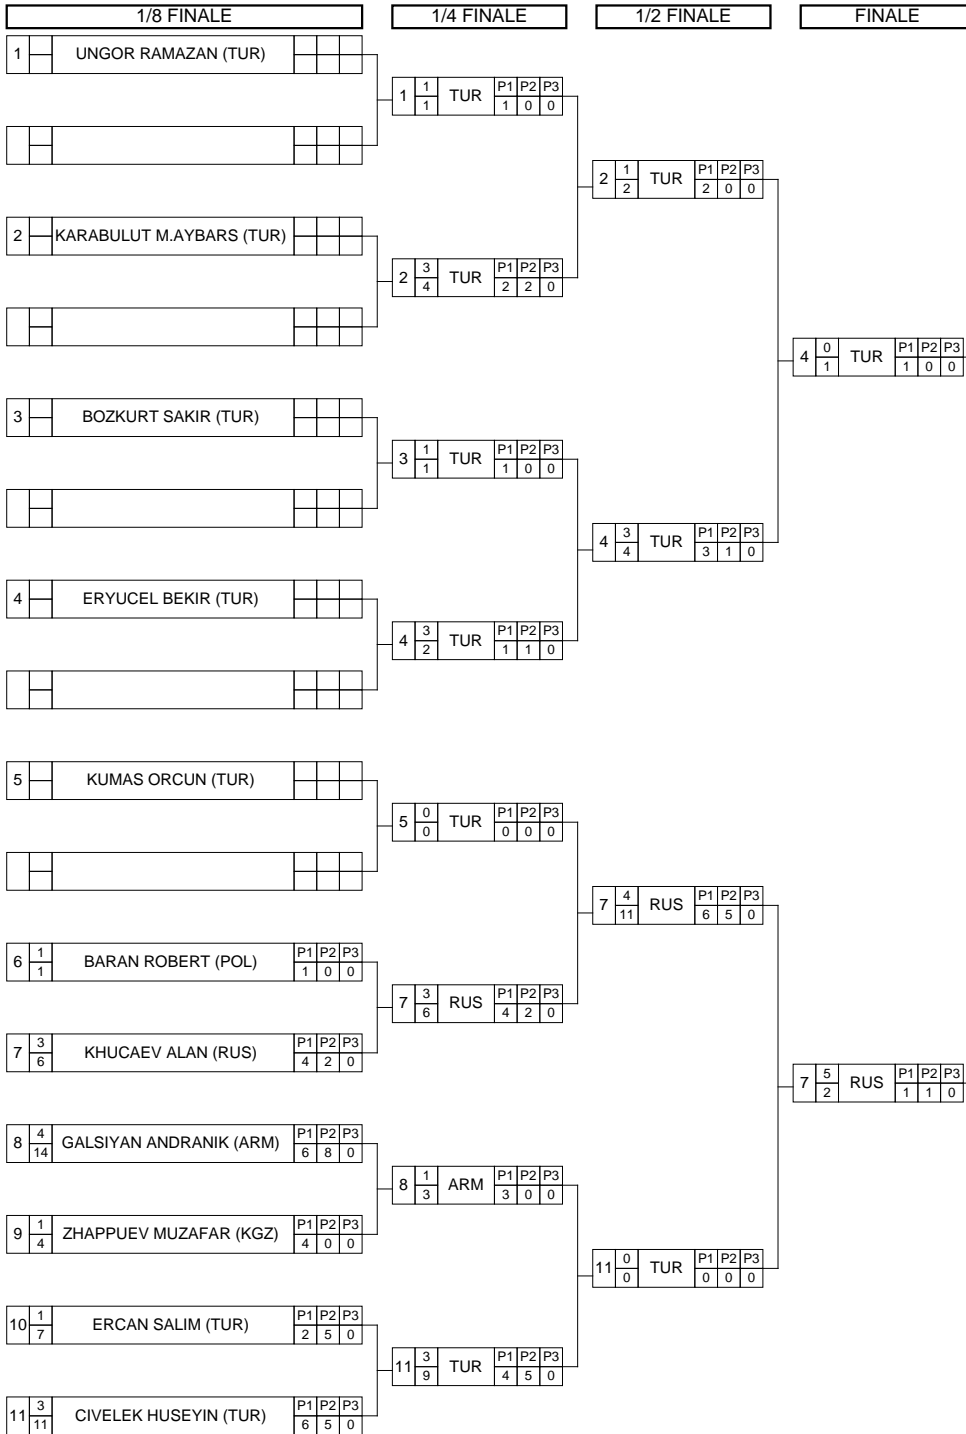 1/8 FINALE 1/4 FINALE 1/2 FINALE FINALE
1 UNGOR RAMAZAN (TUR)
1 1 TUR P1 P2 P3
1 1 0 0
2 1 TUR P1 P2 P3
2 2 0 0
2 KARABULUT M.AYBARS (TUR)
2 3 TUR P1 P2 P3
4 2 2 0
4 0 TUR P1 P2 P3
1 1 0 0
3 BOZKURT SAKIR (TUR)
3 1 TUR P1 P2 P3
1 1 0 0
4 3 TUR P1 P2 P3
4 3 1 0
4 ERYUCEL BEKIR (TUR)
4 3 TUR P1 P2 P3
2 1 1 0
5 KUMAS ORCUN (TUR)
5 0 TUR P1 P2 P3
0 0 0 0
7 4 RUS P1 P2 P3
11 6 5 0
6 1 BARAN ROBERT (POL) P1 P2 P3
1 1 0 0
7 3 RUS P1 P2 P3
6 4 2 0
7 3 KHUCAEV ALAN (RUS) P1 P2 P3
6 4 2 0
7 5 RUS P1 P2 P3
2 1 1 0
8 4 GALSIYAN ANDRANIK (ARM) P1 P2 P3
14 6 8 0
8 1 ARM P1 P2 P3
3 3 0 0
9 1 ZHAPPUEV MUZAFAR (KGZ) P1 P2 P3
4 4 0 0
11 0 TUR P1 P2 P3
0 0 0 0
10 1 ERCAN SALIM (TUR) P1 P2 P3
7 2 5 0
11 3 TUR P1 P2 P3
9 4 5 0
11 3 CIVELEK HUSEYIN (TUR) P1 P2 P3
11 6 5 0